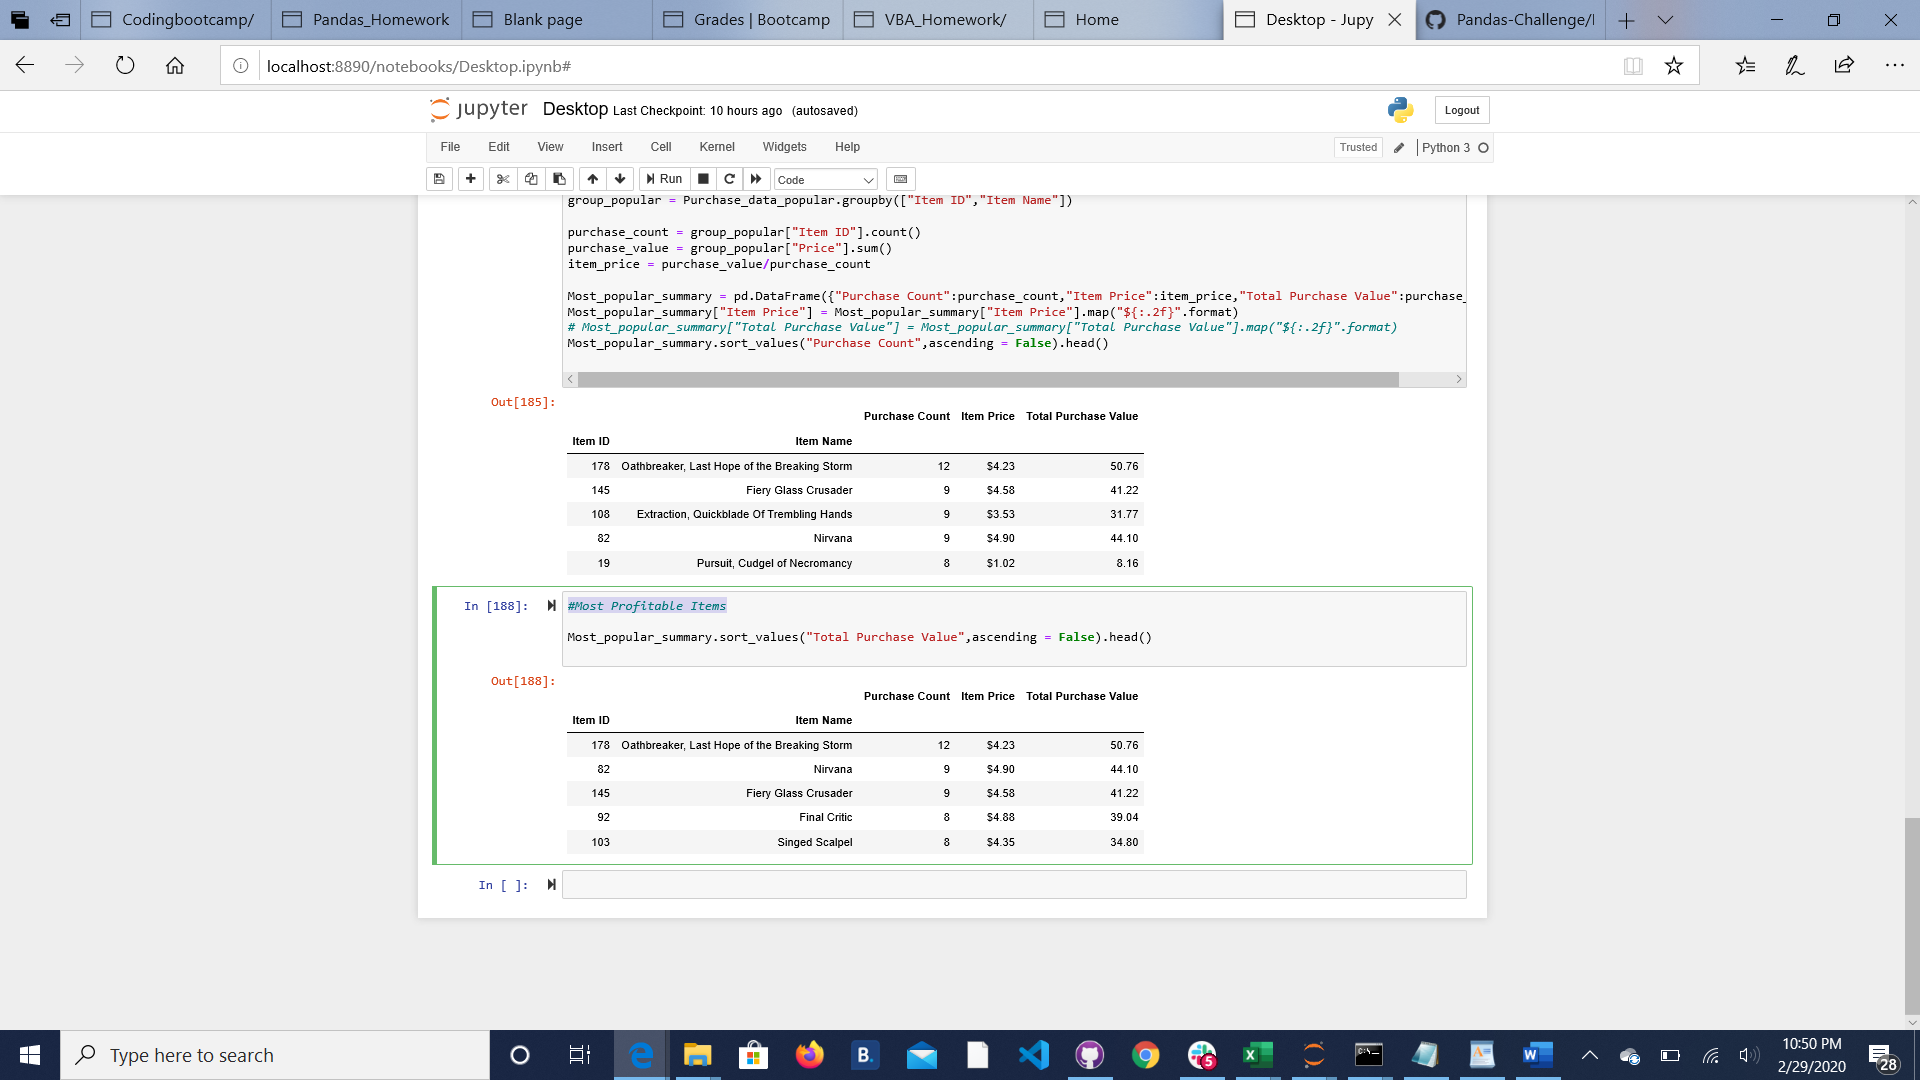 Codingbootcamp/
Pandas_Homework
Blank page
Grades | Bootcamp
VBA_Homework/
Home
Desktop - Jupy
Pandas-Challenge/
localhost:8890/notebooks/Desktop.ipynb#
jupyter Desktop Last Checkpoint: 10 hours ago (autosaved)
Logout
File Edit View Insert Cell Kernel Widgets Help
Trusted
Python 3
Run
Code
group_popular = Purchase_data_popular.groupby(["Item ID","Item Name"])
purchase_count = group_popular["Item ID"].count()
purchase_value = group_popular["Price"].sum()
item_price = purchase_value/purchase_count
Most_popular_summary = pd.DataFrame({"Purchase Count":purchase_count,"Item Price":item_price,"Total Purchase Value":purchase_
Most_popular_summary["Item Price"] = Most_popular_summary["Item Price"].map("${:.2f}".format)
# Most_popular_summary["Total Purchase Value"] = Most_popular_summary["Total Purchase Value"].map("${:.2f}".format)
Most_popular_summary.sort_values("Purchase Count",ascending = False).head()
Out[185]:
Purchase Count Item Price Total Purchase Value
Item ID Item Name
178 Oathbreaker, Last Hope of the Breaking Storm 12 $4.23 50.76
145 Fiery Glass Crusader 9 $4.58 41.22
108 Extraction, Quickblade Of Trembling Hands 9 $3.53 31.77
82 Nirvana 9 $4.90 44.10
19 Pursuit, Cudgel of Necromancy 8 $1.02 8.16
In [188]:
#Most Profitable Items
Most_popular_summary.sort_values("Total Purchase Value",ascending = False).head()
Out[188]:
Purchase Count Item Price Total Purchase Value
Item ID Item Name
178 Oathbreaker, Last Hope of the Breaking Storm 12 $4.23 50.76
82 Nirvana 9 $4.90 44.10
145 Fiery Glass Crusader 9 $4.58 41.22
92 Final Critic 8 $4.88 39.04
103 Singed Scalpel 8 $4.35 34.80
In [ ]:
Type here to search
B.
5
10:50 PM
2/29/2020
28